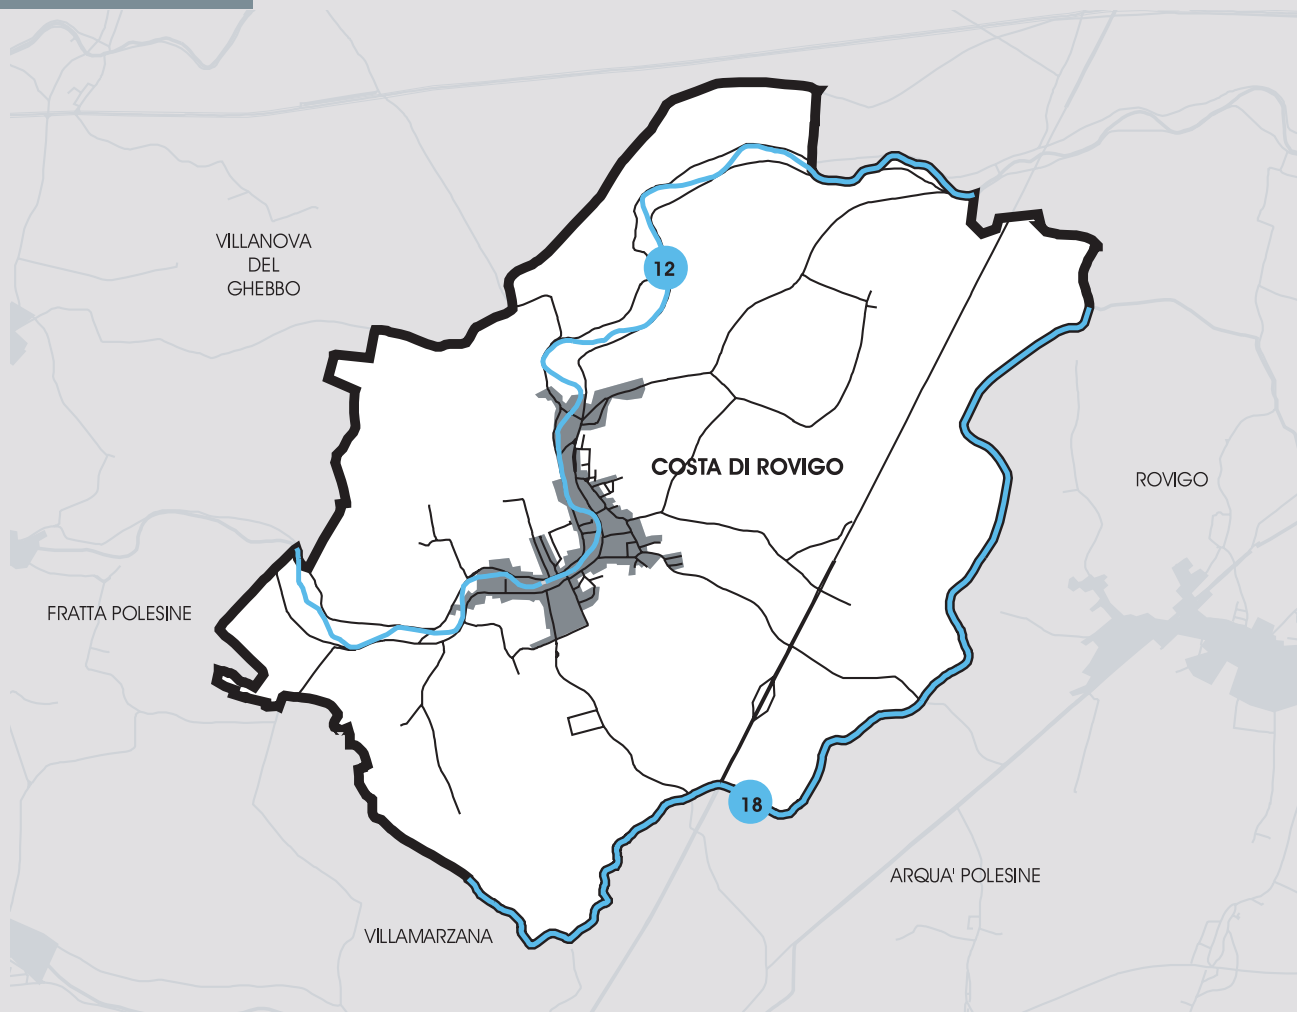 VILLANOVA
DEL
GHEBBO
12
COSTA DI ROVIGO
ROVIGO
FRATTA POLESINE
18
ARQUA' POLESINE
VILLAMARZANA